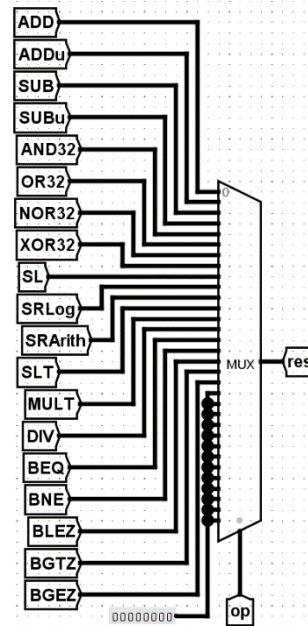 ADD
ADDu
SUB
SUBu
AND32
OR32
NOR32
XOR32
SL
SRLog
SRArith
SLT
MULT
DIV
BEQ
BNE
BLEZ
BGTZ
BGEZ
0
MUX
res
op